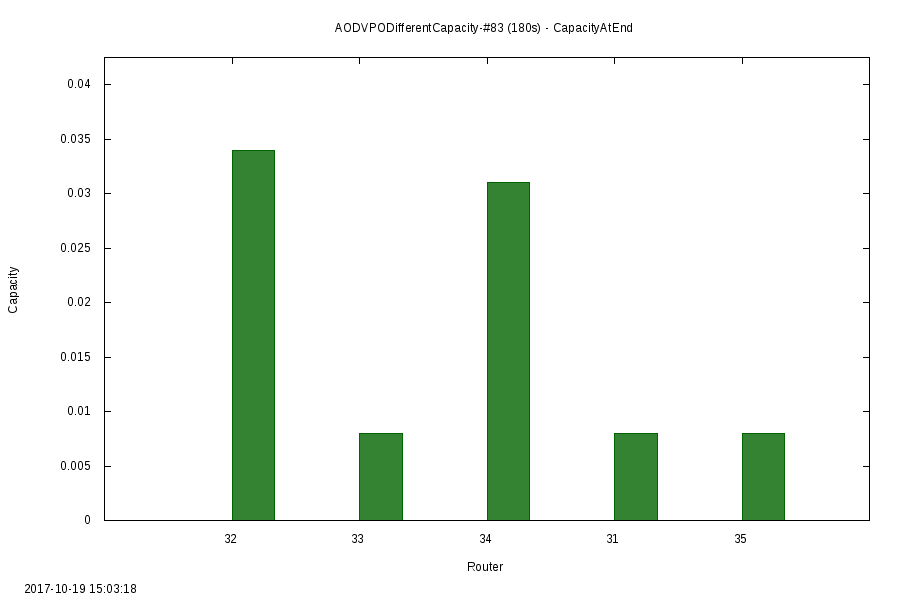 AODVPODifferentCapacity-#83 (180s) - CapacityAtEnd
0.04
0.035
0.03
0.025
0.02
0.015
0.01
0.005
0
Capacity
32 33 34 31 35
Router
2017-10-19 15:03:18